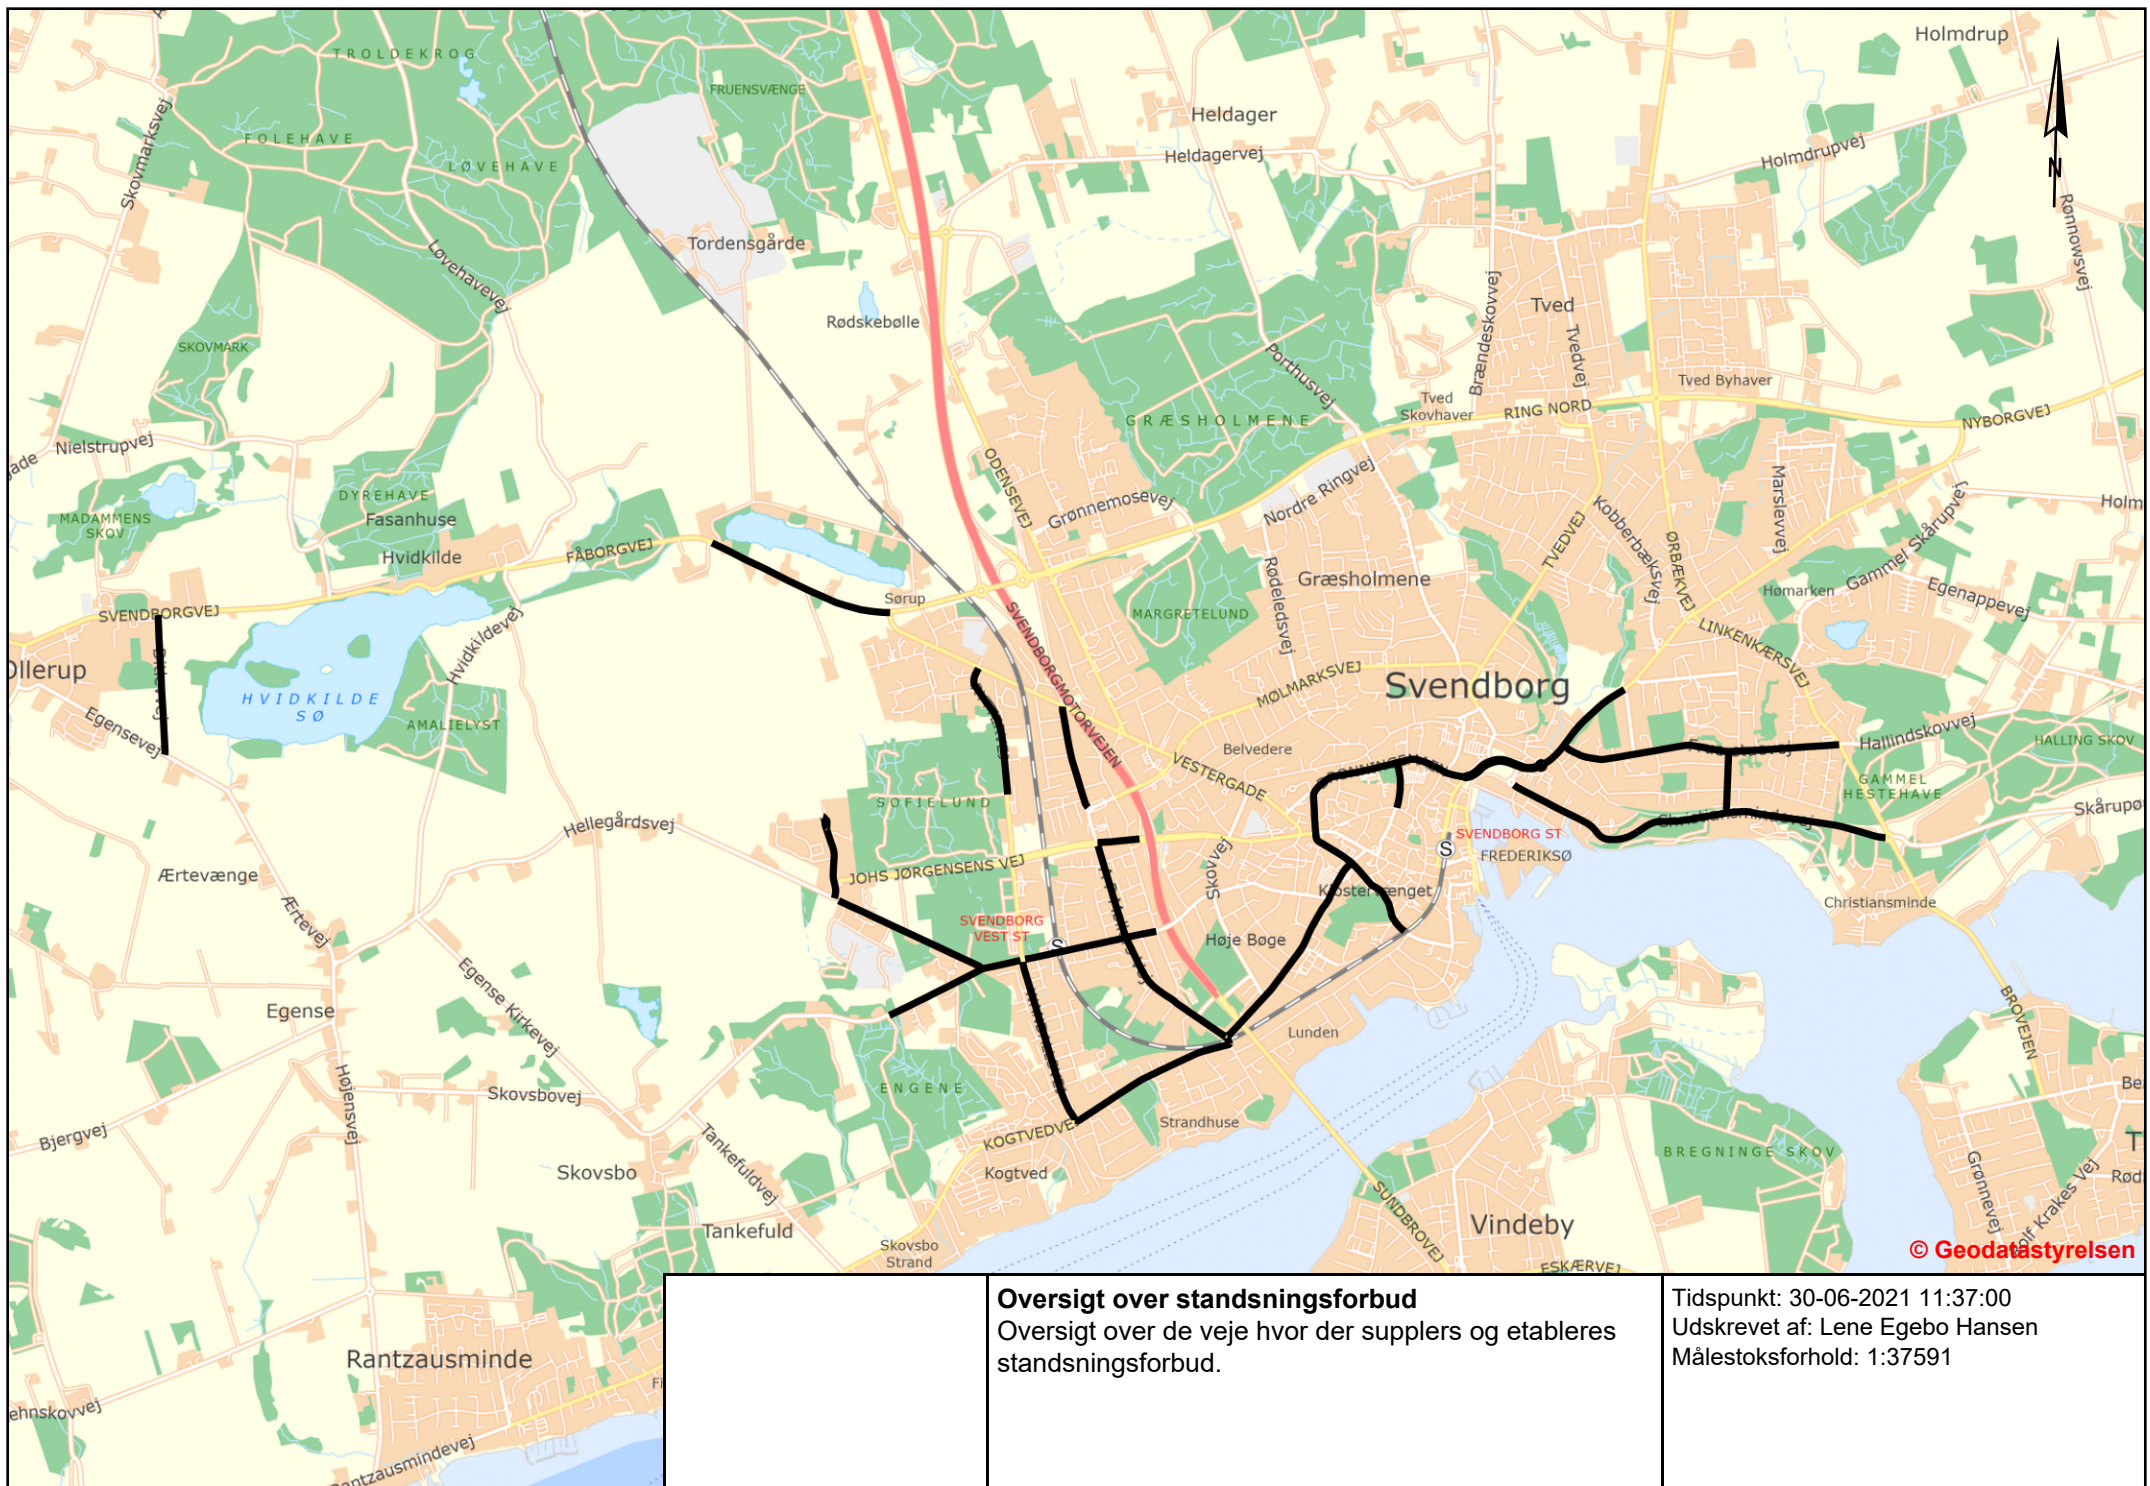 Holmdrup
TROLDEKROG
FRUENSVÆNGE
Heldager
Skovmarksvej
FOLEHAVE
LØVEHAVE
Heldagervej
Holmdrupvej
N
Rønnowsvej
Tordensgårde
Løvehavevej
Rødskebølle
Brændeskovvej
Tved
Tvedvej
SKOVMARK
Porthusvej
Tved Byhaver
Tved
Skovhaver
RING NORD
GRÆSHOLMENE
NYBORGVEJ
Nielstrupvej
ODENSEVEJ
Nordre Ringvej
Marslevvej
DYREHAVE
Fasanhuse
Grønnemosevej
Kobberbæksvej
Gammel Skårupvej
Holm
MADAMMENS
SKOV
Hvidkilde
FÅBORGVEJ
TVEDVEJ
ØRBÆKVEJ
Rødeledsvej
Græsholmene
Hømarken
Egenappevej
SVENDBORGVEJ
Sørup
MARGRETELUND
SVENDBORGMOTORVEJEN
LINKENKÆRSVEJ
Ollerup
Hvidkildevej
HVIDKILDE
SØ
AMALIELYST
Egensevej
MØLMARKSVEJ
Svendborg
Belvedere
VESTERGADE
Hallindskovvej
HALLING SKOV
GAMMEL
HESTEHAVE
SOFIELUND
Hellegårdsvej
Christiansmindevej
SVENDBORG ST
FREDERIKSØ
S
JOHS JØRGENSENS VEJ
Skovvej
Ærtevænge
Ærtevej
Klostervænget
Christiansminde
SVENDBORG
VEST ST
S
Høje Bøge
Egense Kirkevej
Egense
BROVEJEN
Lunden
Højensvej
Skovsbovej
ENGENE
Bjergvej
Tankefuldvej
Strandhuse
KOGTVEDVEJ
Kogtved
Skovsbo
BREGNINGE SKOV
Grønnevej
Tankefuld
Skovsbo
Strand
SUNDBROVEJ
Vindeby
© Geodatastyrelsen
Oversigt over standsningsforbud
Oversigt over de veje hvor der supplers og etableres
standsningsforbud.
Tidspunkt: 30-06-2021 11:37:00
Udskrevet af: Lene Egebo Hansen
Målestoksforhold: 1:37591
Rantzausminde